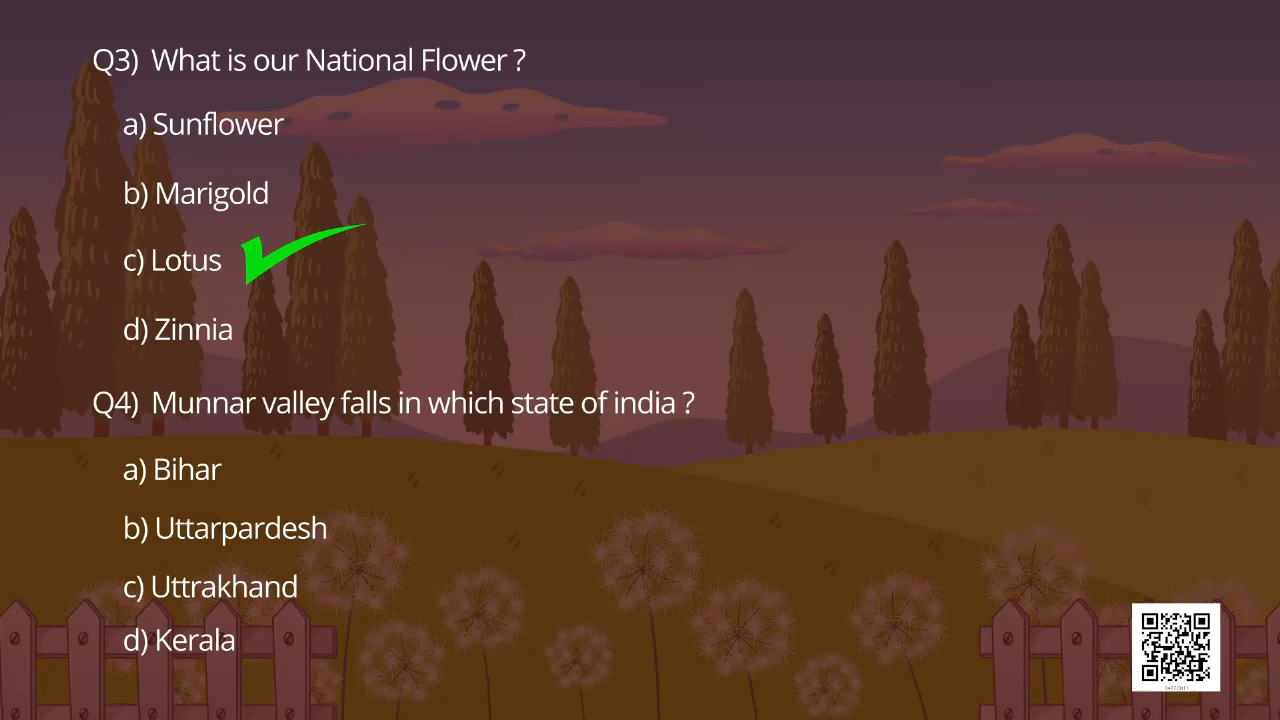 Q3) What is our National Flower ?
a) Sunflower
b) Marigold
c) Lotus
d) Zinnia
Q4) Munnar valley falls in which state of india ?
a) Bihar
b) Uttarpardesh
c) Uttrakhand
d) Kerala